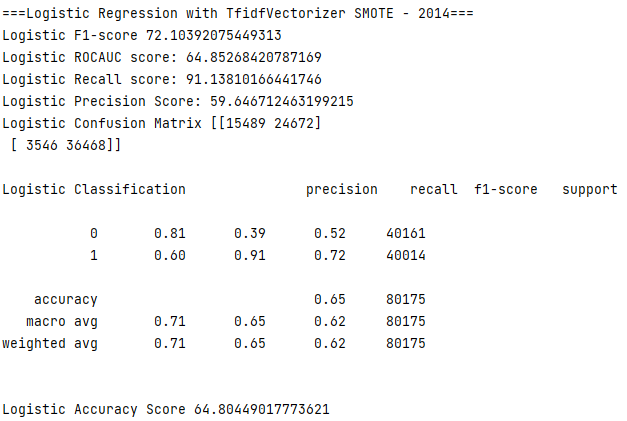 ===Logistic Regression with TfidfVectorizer SMOTE - 2014===
Logistic F1-score 72.10392075449313
Logistic ROCAUC score: 64.85268420787169
Logistic Recall score: 91.13810166441746
Logistic Precision Score: 59.646712463199215
Logistic Confusion Matrix [[15489 24672]
 [ 3546 36468]]
Logistic Classification               precision    recall  f1-score   support
           0       0.81      0.39      0.52     40161
           1       0.60      0.91      0.72     40014
    accuracy                           0.65     80175
   macro avg       0.71      0.65      0.62     80175
weighted avg       0.71      0.65      0.62     80175
Logistic Accuracy Score 64.80449017773621